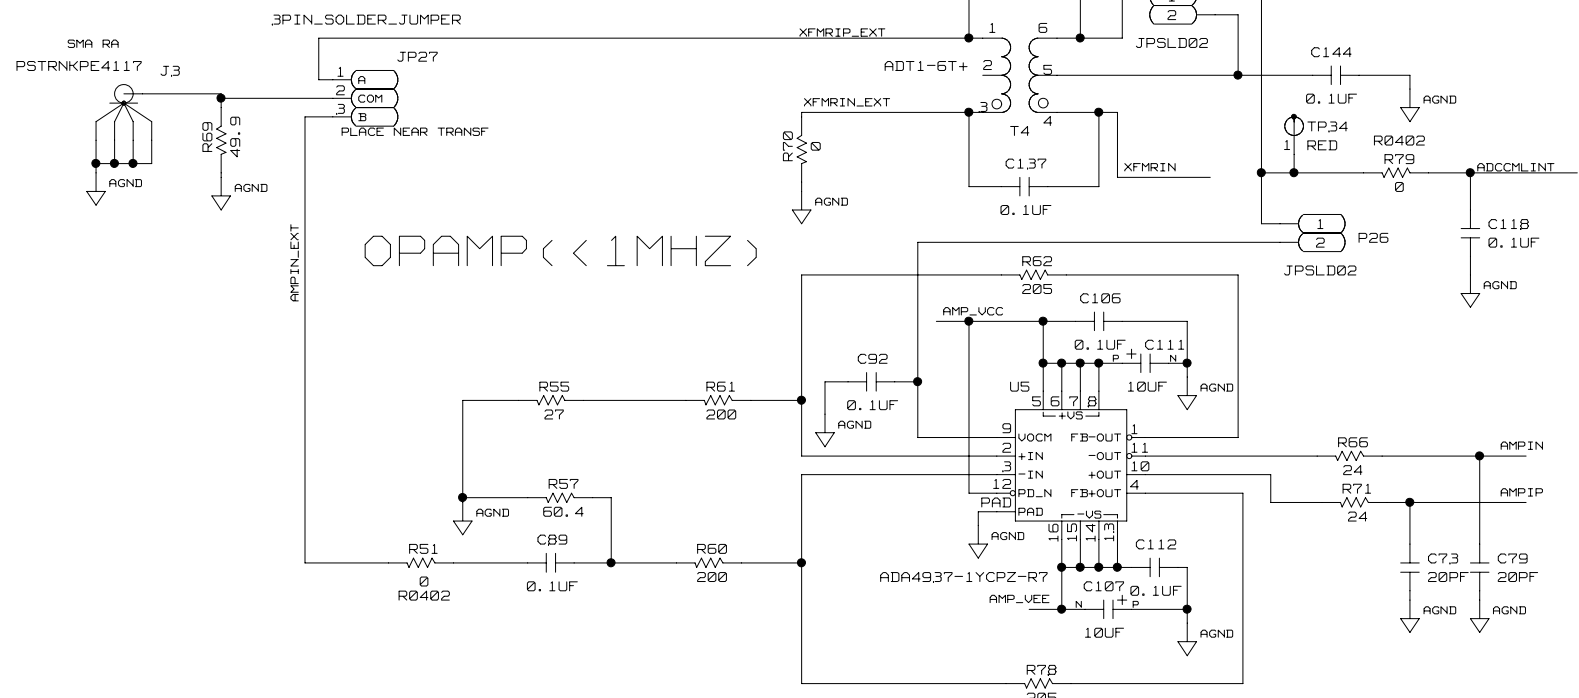 3PIN_SOLDER_JUMPER
SMA RA
PSTRNKPE4117
J3
JP27
1
A
2
COM
3
B
PLACE NEAR TRANSF
R69
49.9
AGND
AGND
XFMRIP_EXT
XFMRIN_EXT
ADT1-6T+
1
2
3
6
5
4
T4
R70
0
AGND
C137
0.1UF
XFMRIN
2
JPSLD02
C144
0.1UF
AGND
TP34
1
RED
R0402
R79
0
ADCCMLINT
C118
0.1UF
AGND
1
2
P26
JPSLD02
AMPIN_EXT
OPAMP(<<1MHZ)
R62
205
AMP_VCC
C106
0.1UF
C111
P
+
N
10UF
AGND
C92
0.1UF
AGND
R55
27
R61
200
U5
5
6
7
8
+VS
9
VOCM
FB-OUT
1
2
+IN
-OUT
11
3
-IN
+OUT
10
12
PD_N
FB+OUT
4
PAD
PAD
-VS
16
15
14
13
AGND
R57
60.4
AGND
R51
0
R0402
C89
0.1UF
R60
200
ADA4937-1YCPZ-R7
AMP_VEE
C112
0.1UF
C107
N
+
P
10UF
AGND
R66
24
AMPIN
R71
24
AMPIP
C73
20PF
C79
20PF
AGND
AGND
R78
205